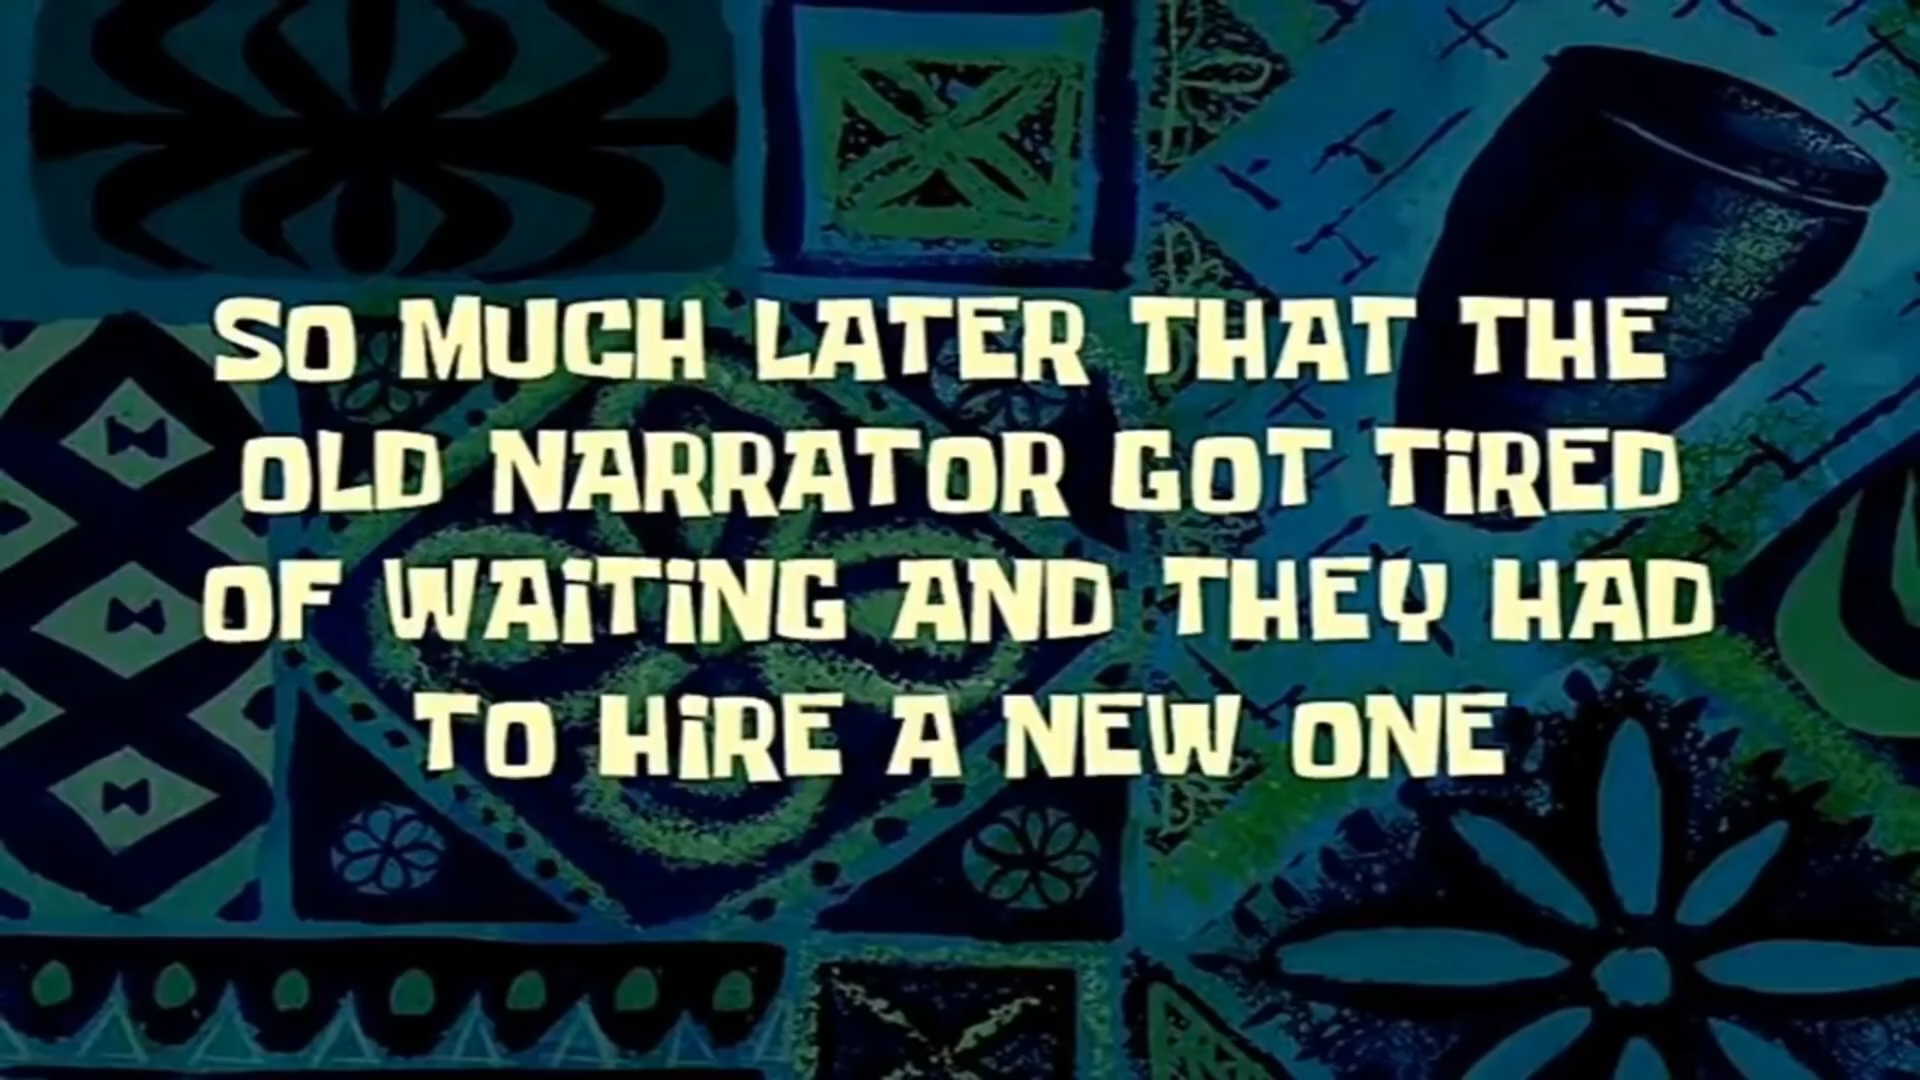 SO MUCH LATER THAT THE
OLD NARRATOR GOT TiRED
OF WAiTiNG AND THEY HAD
TO HiRE A NEW ONE